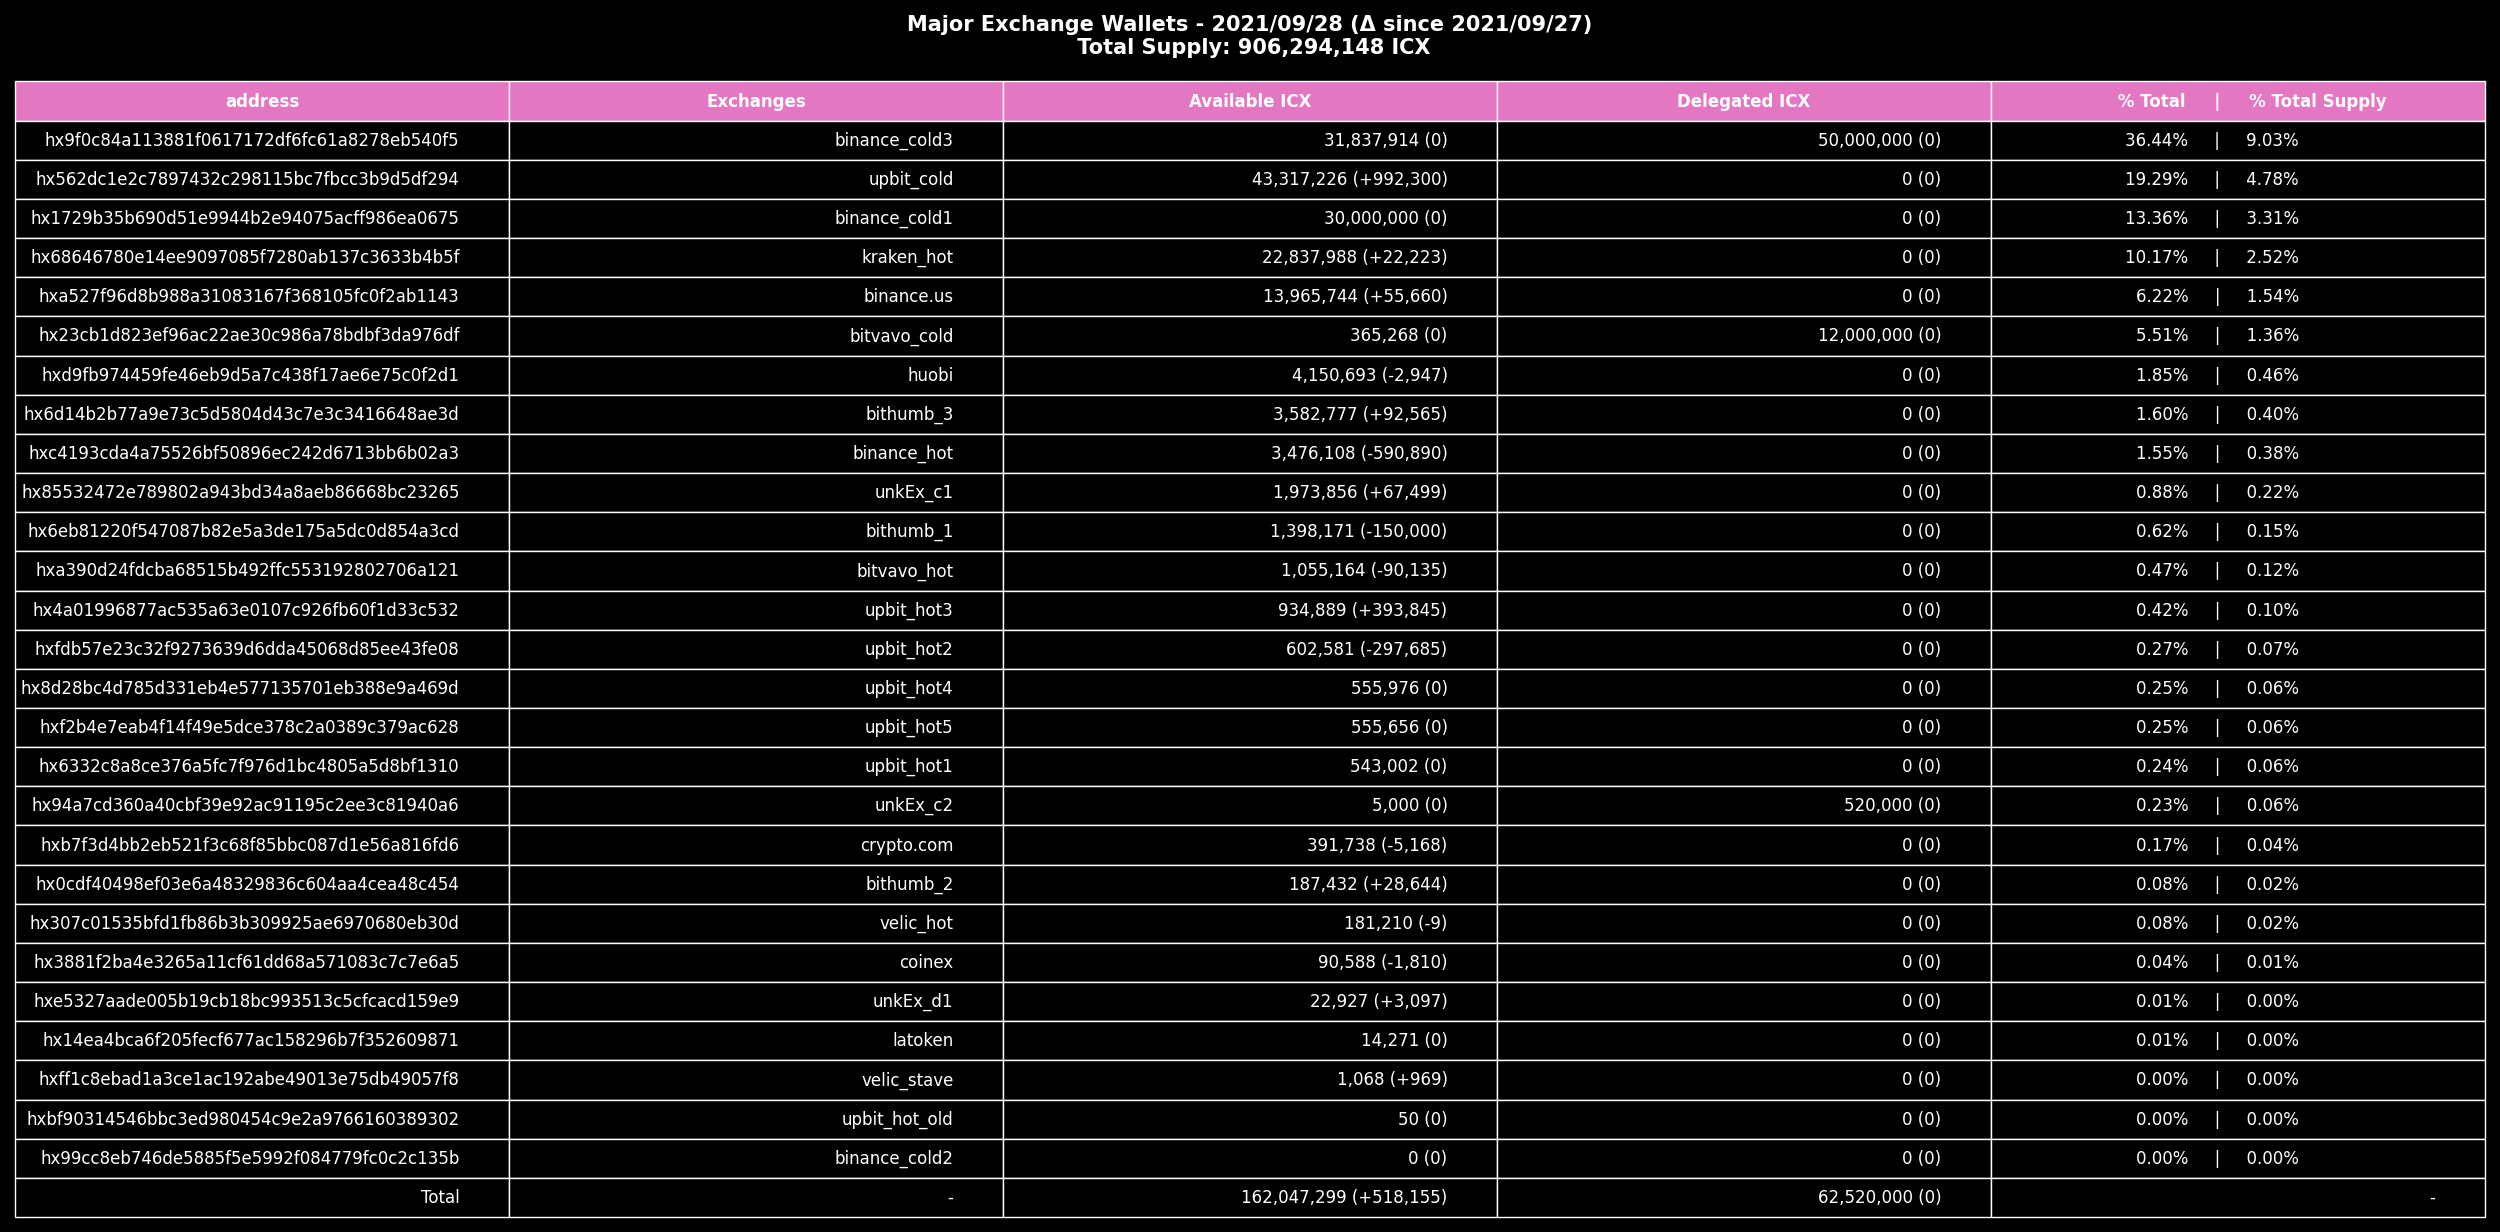 Major Exchange Wallets - 2021/09/28 (Δ since 2021/09/27)
Total Supply: 906,294,148 ICX
address Exchanges Available ICX Delegated ICX % Total | % Total Supply
hx9f0c84a113881f0617172df6fc61a8278eb540f5 binance_cold3 31,837,914 (0) 50,000,000 (0) 36.44% | 9.03%
hx562dc1e2c7897432c298115bc7fbcc3b9d5df294 upbit_cold 43,317,226 (+992,300) 0 (0) 19.29% | 4.78%
hx1729b35b690d51e9944b2e94075acff986ea0675 binance_cold1 30,000,000 (0) 0 (0) 13.36% | 3.31%
hx68646780e14ee9097085f7280ab137c3633b4b5f kraken_hot 22,837,988 (+22,223) 0 (0) 10.17% | 2.52%
hxa527f96d8b988a31083167f368105fc0f2ab1143 binance.us 13,965,744 (+55,660) 0 (0) 6.22% | 1.54%
hx23cb1d823ef96ac22ae30c986a78bdbf3da976df bitvavo_cold 365,268 (0) 12,000,000 (0) 5.51% | 1.36%
hxd9fb974459fe46eb9d5a7c438f17ae6e75c0f2d1 huobi 4,150,693 (-2,947) 0 (0) 1.85% | 0.46%
hx6d14b2b77a9e73c5d5804d43c7e3c3416648ae3d bithumb_3 3,582,777 (+92,565) 0 (0) 1.60% | 0.40%
hxc4193cda4a75526bf50896ec242d6713bb6b02a3 binance_hot 3,476,108 (-590,890) 0 (0) 1.55% | 0.38%
hx85532472e789802a943bd34a8aeb86668bc23265 unkEx_c1 1,973,856 (+67,499) 0 (0) 0.88% | 0.22%
hx6eb81220f547087b82e5a3de175a5dc0d854a3cd bithumb_1 1,398,171 (-150,000) 0 (0) 0.62% | 0.15%
hxa390d24fdcba68515b492ffc553192802706a121 bitvavo_hot 1,055,164 (-90,135) 0 (0) 0.47% | 0.12%
hx4a01996877ac535a63e0107c926fb60f1d33c532 upbit_hot3 934,889 (+393,845) 0 (0) 0.42% | 0.10%
hxfdb57e23c32f9273639d6dda45068d85ee43fe08 upbit_hot2 602,581 (-297,685) 0 (0) 0.27% | 0.07%
hx8d28bc4d785d331eb4e577135701eb388e9a469d upbit_hot4 555,976 (0) 0 (0) 0.25% | 0.06%
hxf2b4e7eab4f14f49e5dce378c2a0389c379ac628 upbit_hot5 555,656 (0) 0 (0) 0.25% | 0.06%
hx6332c8a8ce376a5fc7f976d1bc4805a5d8bf1310 upbit_hot1 543,002 (0) 0 (0) 0.24% | 0.06%
hx94a7cd360a40cbf39e92ac91195c2ee3c81940a6 unkEx_c2 5,000 (0) 520,000 (0) 0.23% | 0.06%
hxb7f3d4bb2eb521f3c68f85bbc087d1e56a816fd6 crypto.com 391,738 (-5,168) 0 (0) 0.17% | 0.04%
hx0cdf40498ef03e6a48329836c604aa4cea48c454 bithumb_2 187,432 (+28,644) 0 (0) 0.08% | 0.02%
hx307c01535bfd1fb86b3b309925ae6970680eb30d velic_hot 181,210 (-9) 0 (0) 0.08% | 0.02%
hx3881f2ba4e3265a11cf61dd68a571083c7c7e6a5 coinex 90,588 (-1,810) 0 (0) 0.04% | 0.01%
hxe5327aade005b19cb18bc993513c5cfcacd159e9 unkEx_d1 22,927 (+3,097) 0 (0) 0.01% | 0.00%
hx14ea4bca6f205fecf677ac158296b7f352609871 latoken 14,271 (0) 0 (0) 0.01% | 0.00%
hxff1c8ebad1a3ce1ac192abe49013e75db49057f8 velic_stave 1,068 (+969) 0 (0) 0.00% | 0.00%
hxbf90314546bbc3ed980454c9e2a9766160389302 upbit_hot_old 50 (0) 0 (0) 0.00% | 0.00%
hx99cc8eb746de5885f5e5992f084779fc0c2c135b binance_cold2 0 (0) 0 (0) 0.00% | 0.00%
Total - 162,047,299 (+518,155) 62,520,000 (0) -